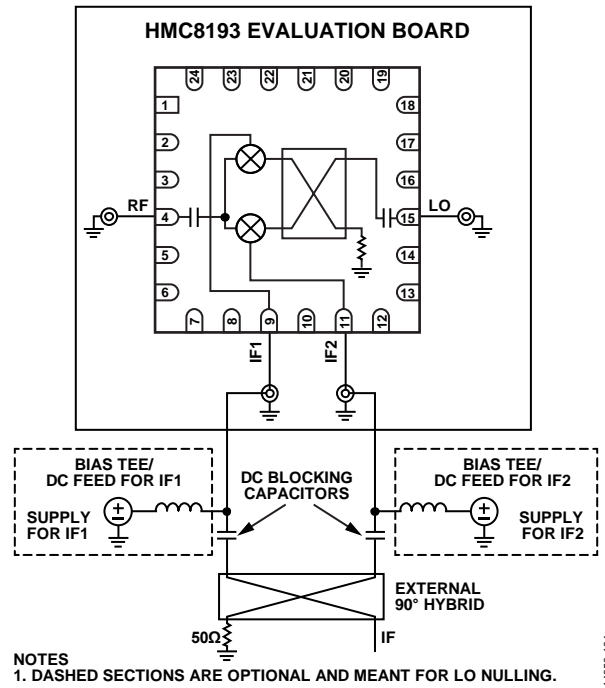 HMC8193 EVALUATION BOARD
24 23 22 21 20 19
1 18
2 17
3 16
RF 4 15 LO
5 14
6 13
7 8 9 10 11 12
IF1 IF2
BIAS TEE/
DC FEED FOR IF1
SUPPLY
FOR IF1
DC BLOCKING
CAPACITORS
BIAS TEE/
DC FEED FOR IF2
SUPPLY
FOR IF2
EXTERNAL
90° HYBRID
50Ω IF
NOTES
1. DASHED SECTIONS ARE OPTIONAL AND MEANT FOR LO NULLING.